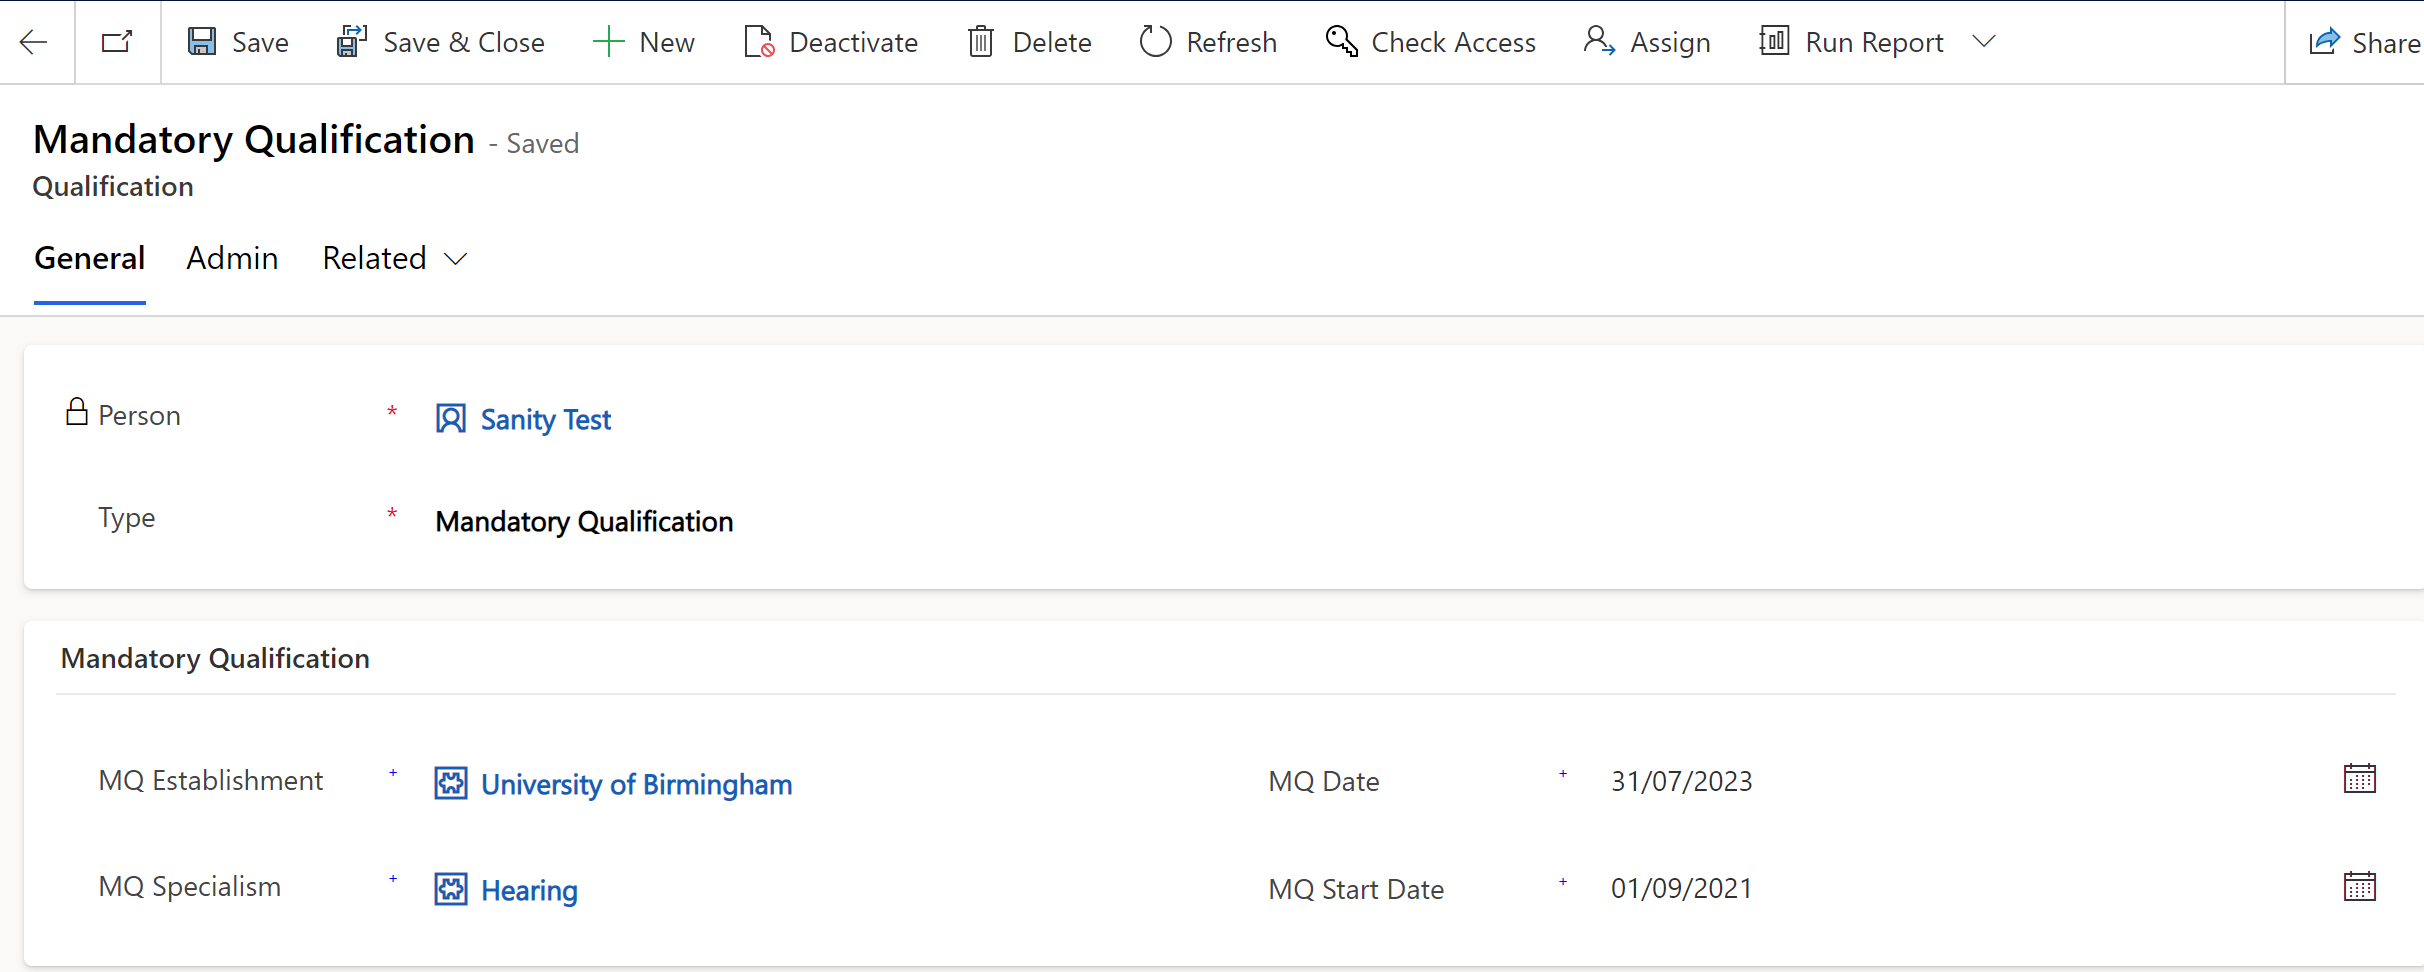 Save Save & Close New Deactivate Delete Refresh Check Access Assign Run Report Share
Mandatory Qualification - Saved
Qualification
General Admin Related
Person * Sanity Test
Type * Mandatory Qualification
Mandatory Qualification
MQ Establishment + University of Birmingham MQ Date + 31/07/2023
MQ Specialism + Hearing MQ Start Date + 01/09/2021